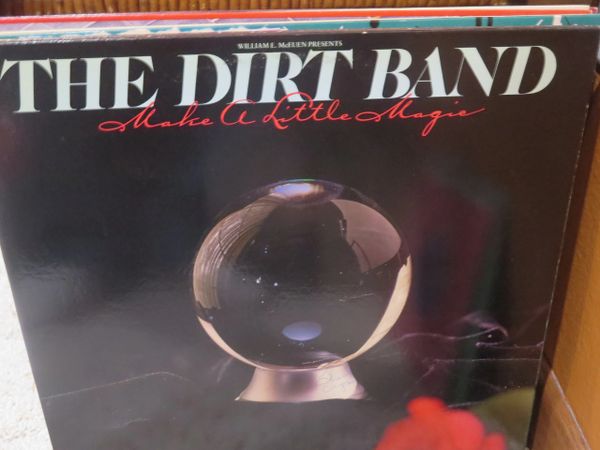 WILLIAM E. McEUEN PRESENTS
THE DIRT BAND
Make A Little Magic